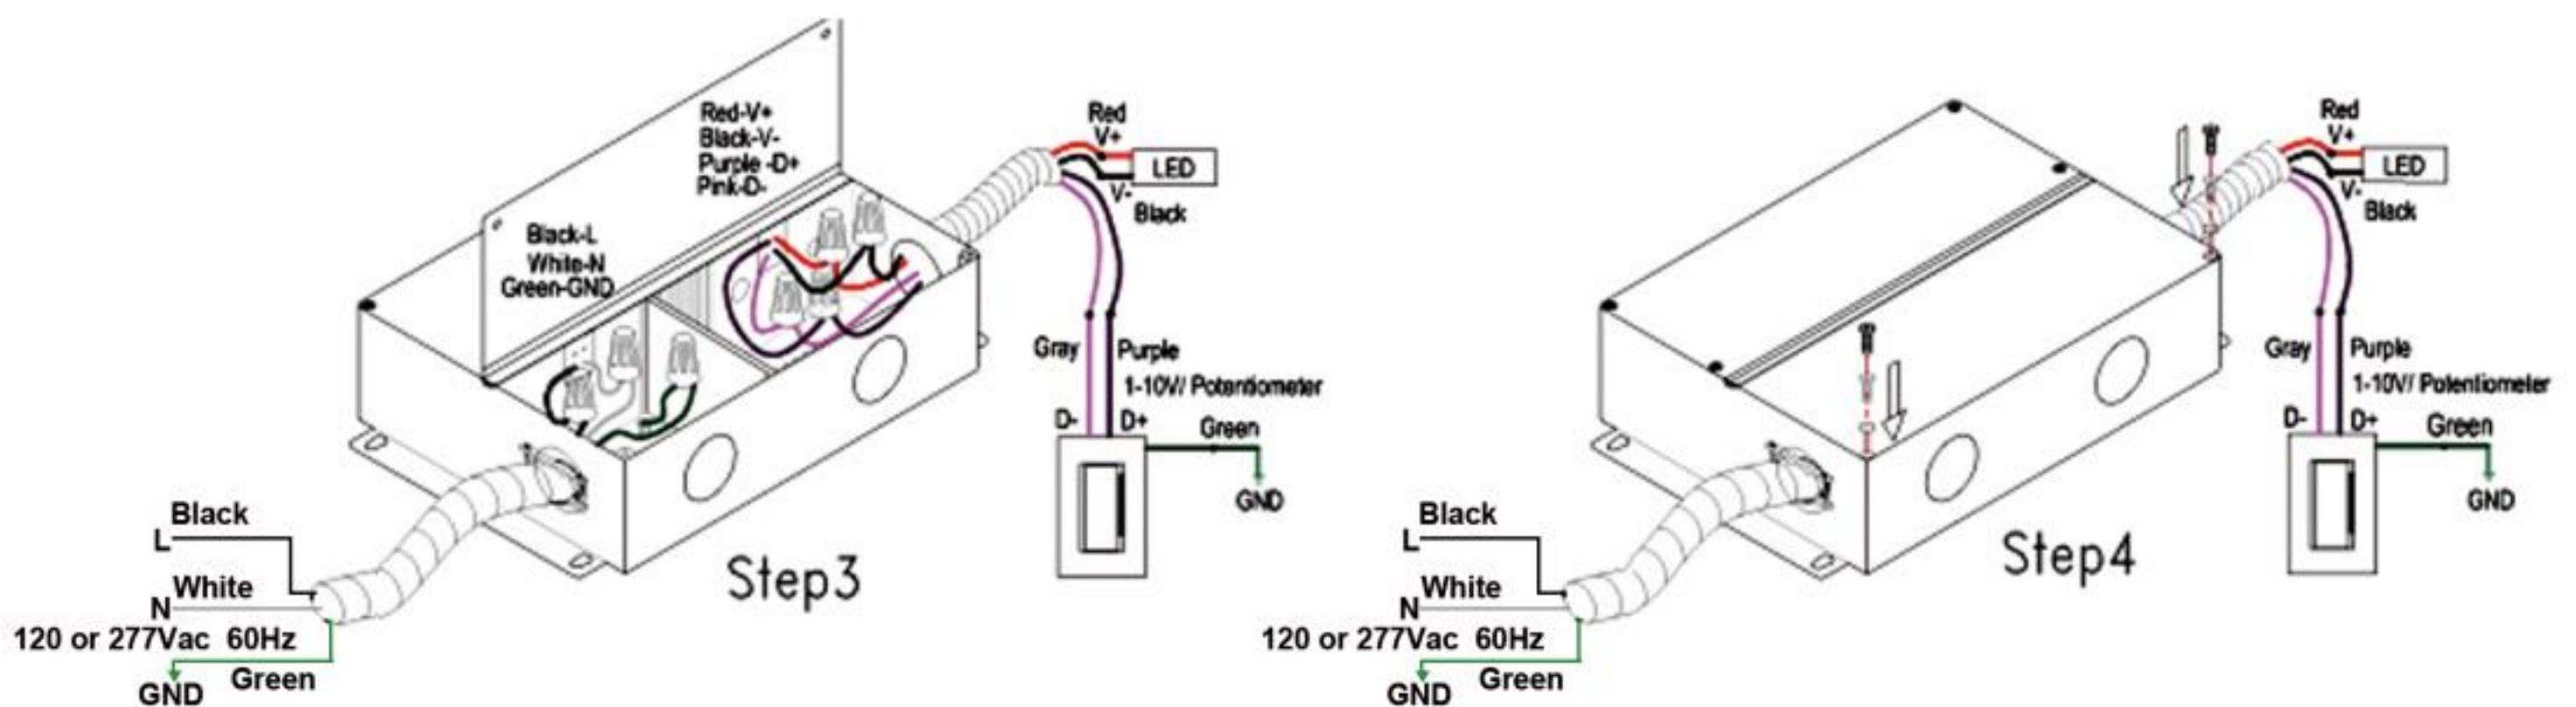 Red-V+
Black-V-
Purple -D+
Pink-D-
Black-L
White-N
Green-GND
Red
V+
LED
V-
Black
Gray
Purple
1-10V/ Potentiometer
D-
D+
Green
GND
Black
L
White
N
120 or 277Vac 60Hz
Green
GND
Step3
Red
V+
LED
V-
Black
Gray
Purple
1-10V/ Potentiometer
D-
D+
Green
GND
Black
L
White
N
120 or 277Vac 60Hz
Green
GND
Step4